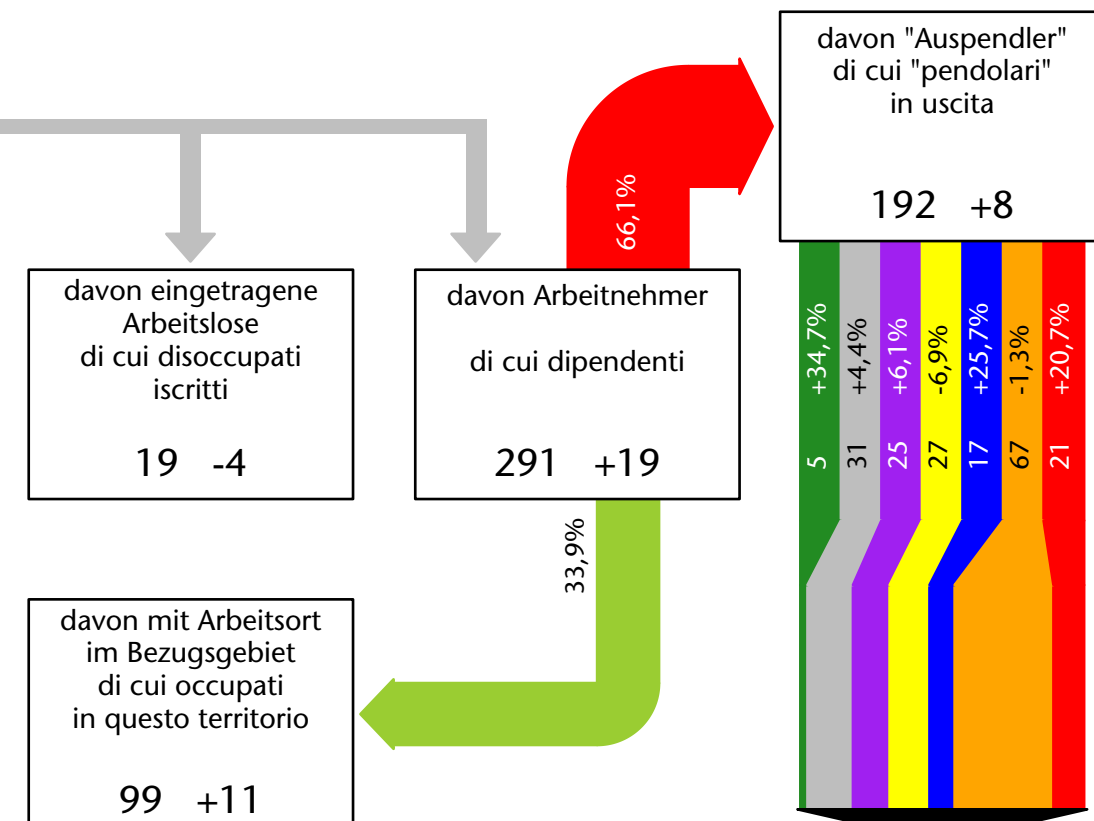 davon "Auspendler"
di cui "pendolari"
in uscita
192 +8
66,1%
davon eingetragene
Arbeitslose
di cui disoccupati
iscritti
19 -4
davon Arbeitnehmer
di cui dipendenti
291 +19
5 +34,7%
31 +4,4%
25 +6,1%
27 -6,9%
17 +25,7%
67 -1,3%
21 +20,7%
33,9%
davon mit Arbeitsort
im Bezugsgebiet
di cui occupati
in questo territorio
99 +11